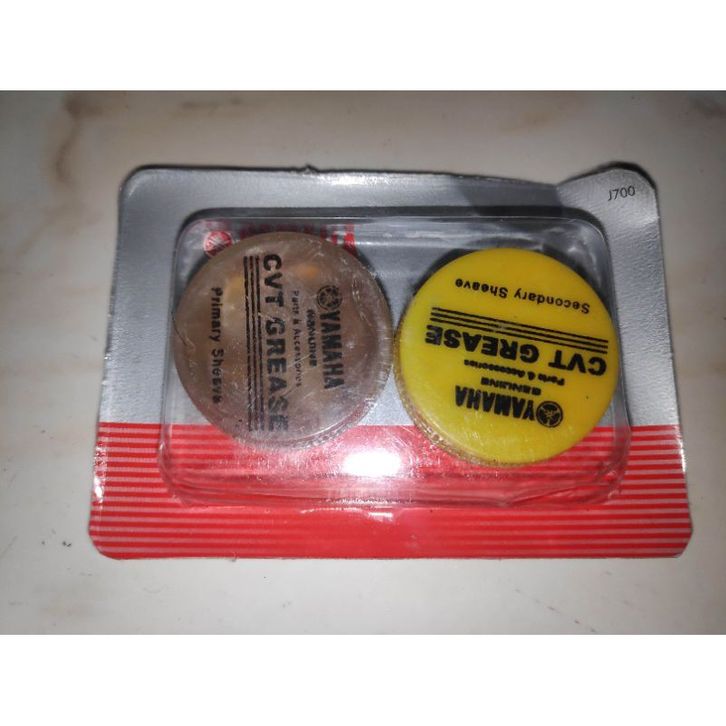 J700
YAMAHA
GENUINE
Parts & Accessories
CVT GREASE
Primary Sheave
YAMAHA
GENUINE
Parts & Accessories
CVT GREASE
Secondary Sheave